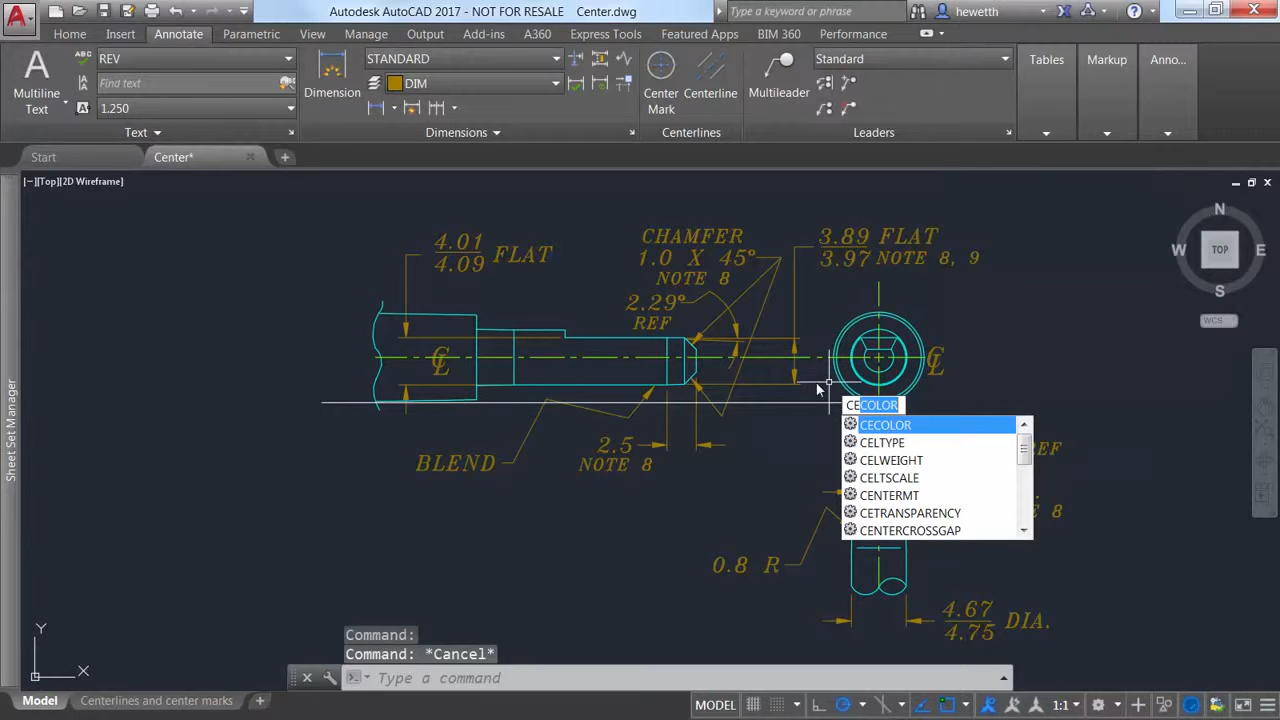 Autodesk AutoCAD 2017 - NOT FOR RESALE Center.dwg
Type a keyword or phrase
hewetth
Home Insert Annotate Parametric View Manage Output Add-ins A360 Express Tools Featured Apps BIM 360 Performance
A
Multiline
Text
ABC
REV
Find text
1.250
Text
Dimension
STANDARD
DIM
Dimensions
Center
Mark
Centerline
Centerlines
Multileader
Standard
Leaders
Tables
Markup
Anno...
Start
Center*
[−][Top][2D Wireframe]
N
W TOP E
S
WCS
Sheet Set Manager
4.01
4.09 FLAT
CHAMFER
1.0 X 45°
NOTE 8
2.29°
REF
3.89 FLAT
3.97 NOTE 8, 9
CECOLOR
CECOLOR
CELTYPE
CELWEIGHT
CELTSCALE
CENTERMT
CETRANSPARENCY
CENTERCROSSGAP
BLEND
2.5
NOTE 8
8
0.8 R
4.67
4.75 DIA.
Y
X
Command:
Command: *Cancel*
Type a command
Model
Centerlines and center marks
MODEL
1:1